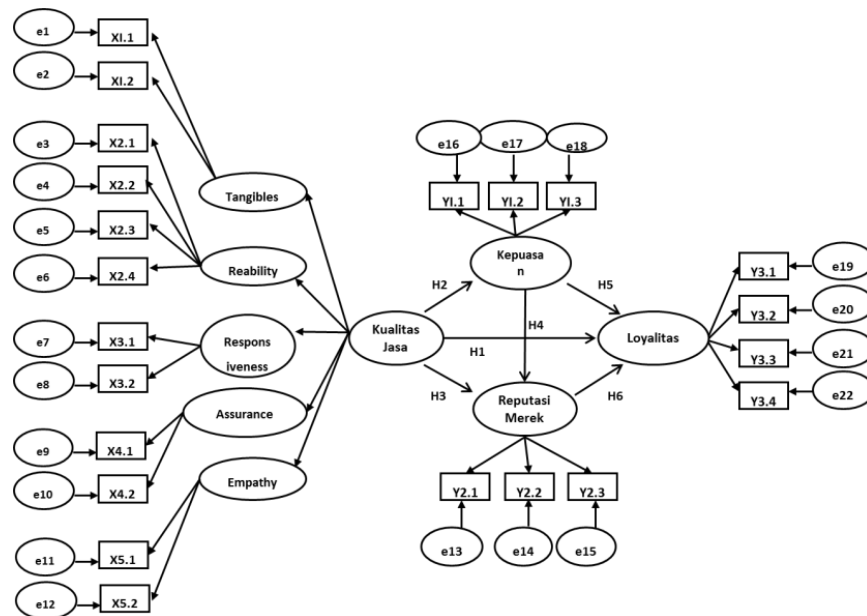 e1
XI.1
e2
XI.2
e3
X2.1
e4
X2.2
e5
X2.3
e6
X2.4
e7
X3.1
e8
X3.2
e9
X4.1
e10
X4.2
e11
X5.1
e12
X5.2
Tangibles
Reability
Respons
iveness
Assurance
Empathy
Kualitas
Jasa
H2
H1
H3
e16
e17
e18
YI.1
YI.2
YI.3
Kepuasa
n
H4
Reputasi
Merek
Y2.1
Y2.2
Y2.3
e13
e14
e15
H5
H6
Loyalitas
Y3.1
e19
Y3.2
e20
Y3.3
e21
Y3.4
e22